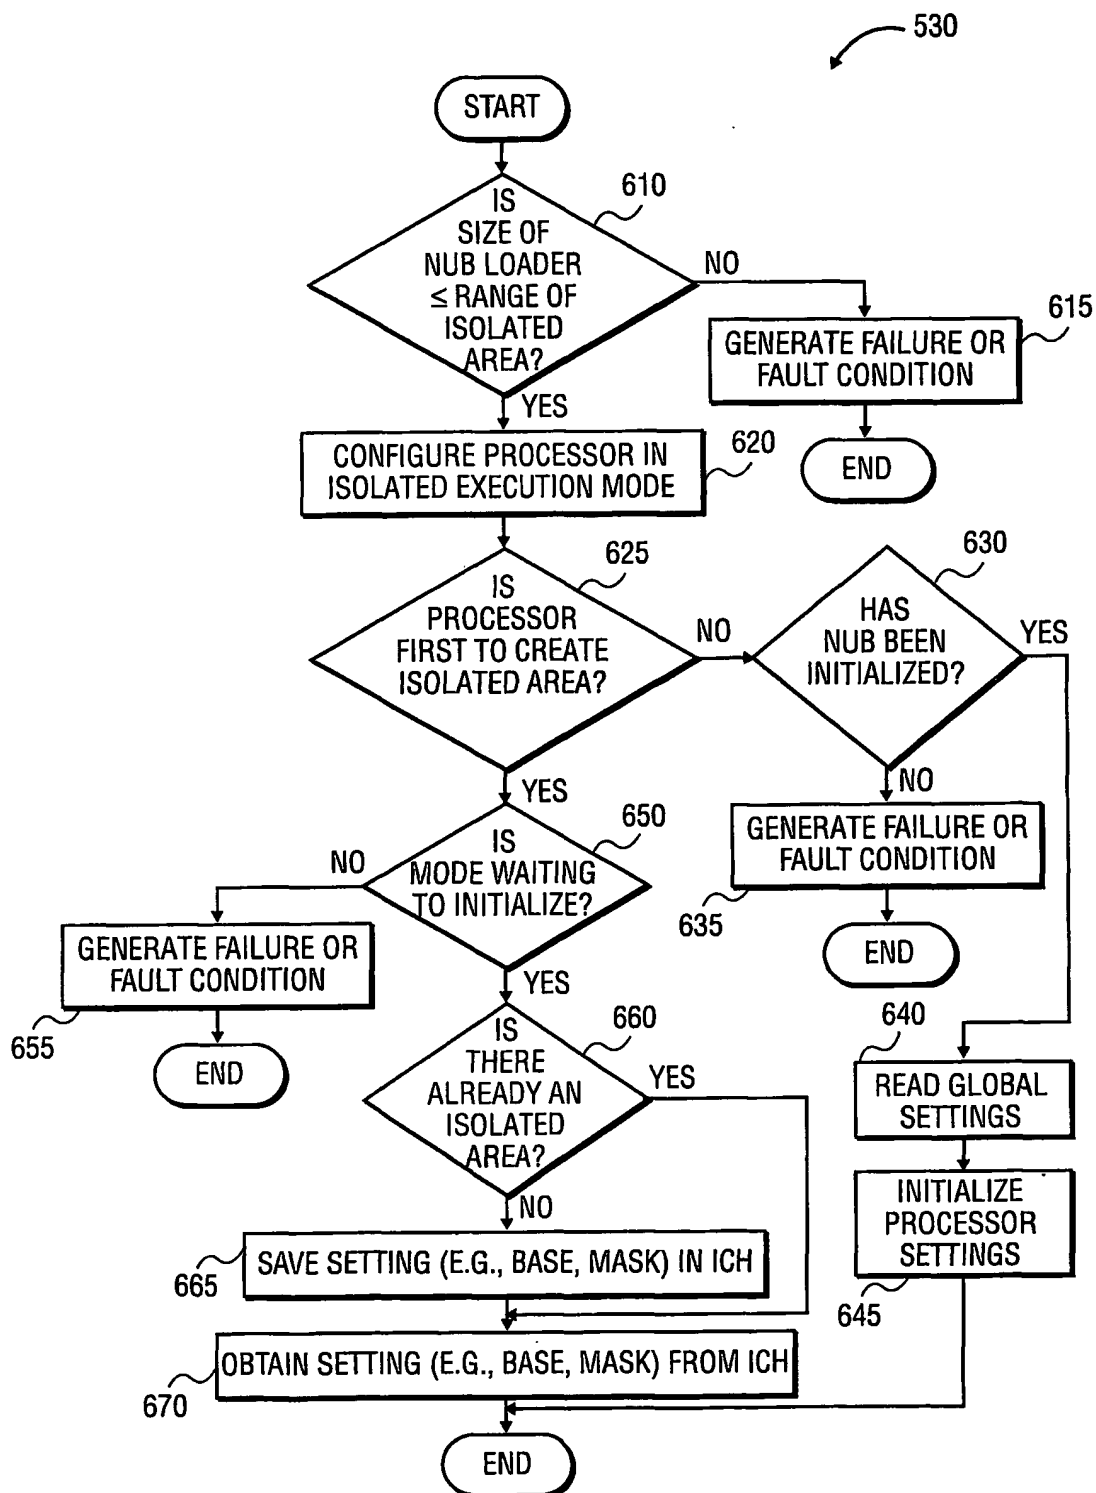 530
START
610
IS
SIZE OF
NUB LOADER
≤ RANGE OF
ISOLATED
AREA?
NO
615
GENERATE FAILURE OR
FAULT CONDITION
END
YES
620
CONFIGURE PROCESSOR IN
ISOLATED EXECUTION MODE
625
IS
PROCESSOR
FIRST TO CREATE
ISOLATED AREA?
NO
630
HAS
NUB BEEN
INITIALIZED?
YES
NO
GENERATE FAILURE OR
FAULT CONDITION
635
END
YES
650
IS
MODE WAITING
TO INITIALIZE?
NO
GENERATE FAILURE OR
FAULT CONDITION
655
END
YES
660
IS
THERE
ALREADY AN
ISOLATED
AREA?
YES
640
READ GLOBAL
SETTINGS
INITIALIZE
PROCESSOR
SETTINGS
645
NO
SAVE SETTING (E.G., BASE, MASK) IN ICH
665
OBTAIN SETTING (E.G., BASE, MASK) FROM ICH
670
END